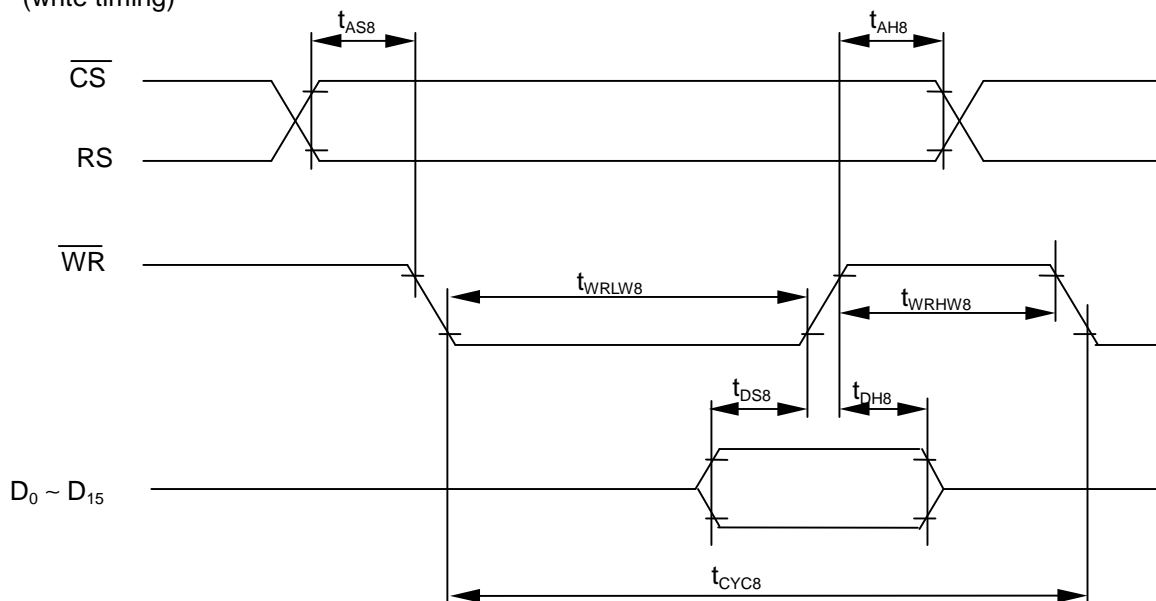 (write timing)
tAS8
tAH8
CS
RS
WR
tWRLW8
tWRHW8
tDS8
tDH8
D0 ~ D15
tCYC8